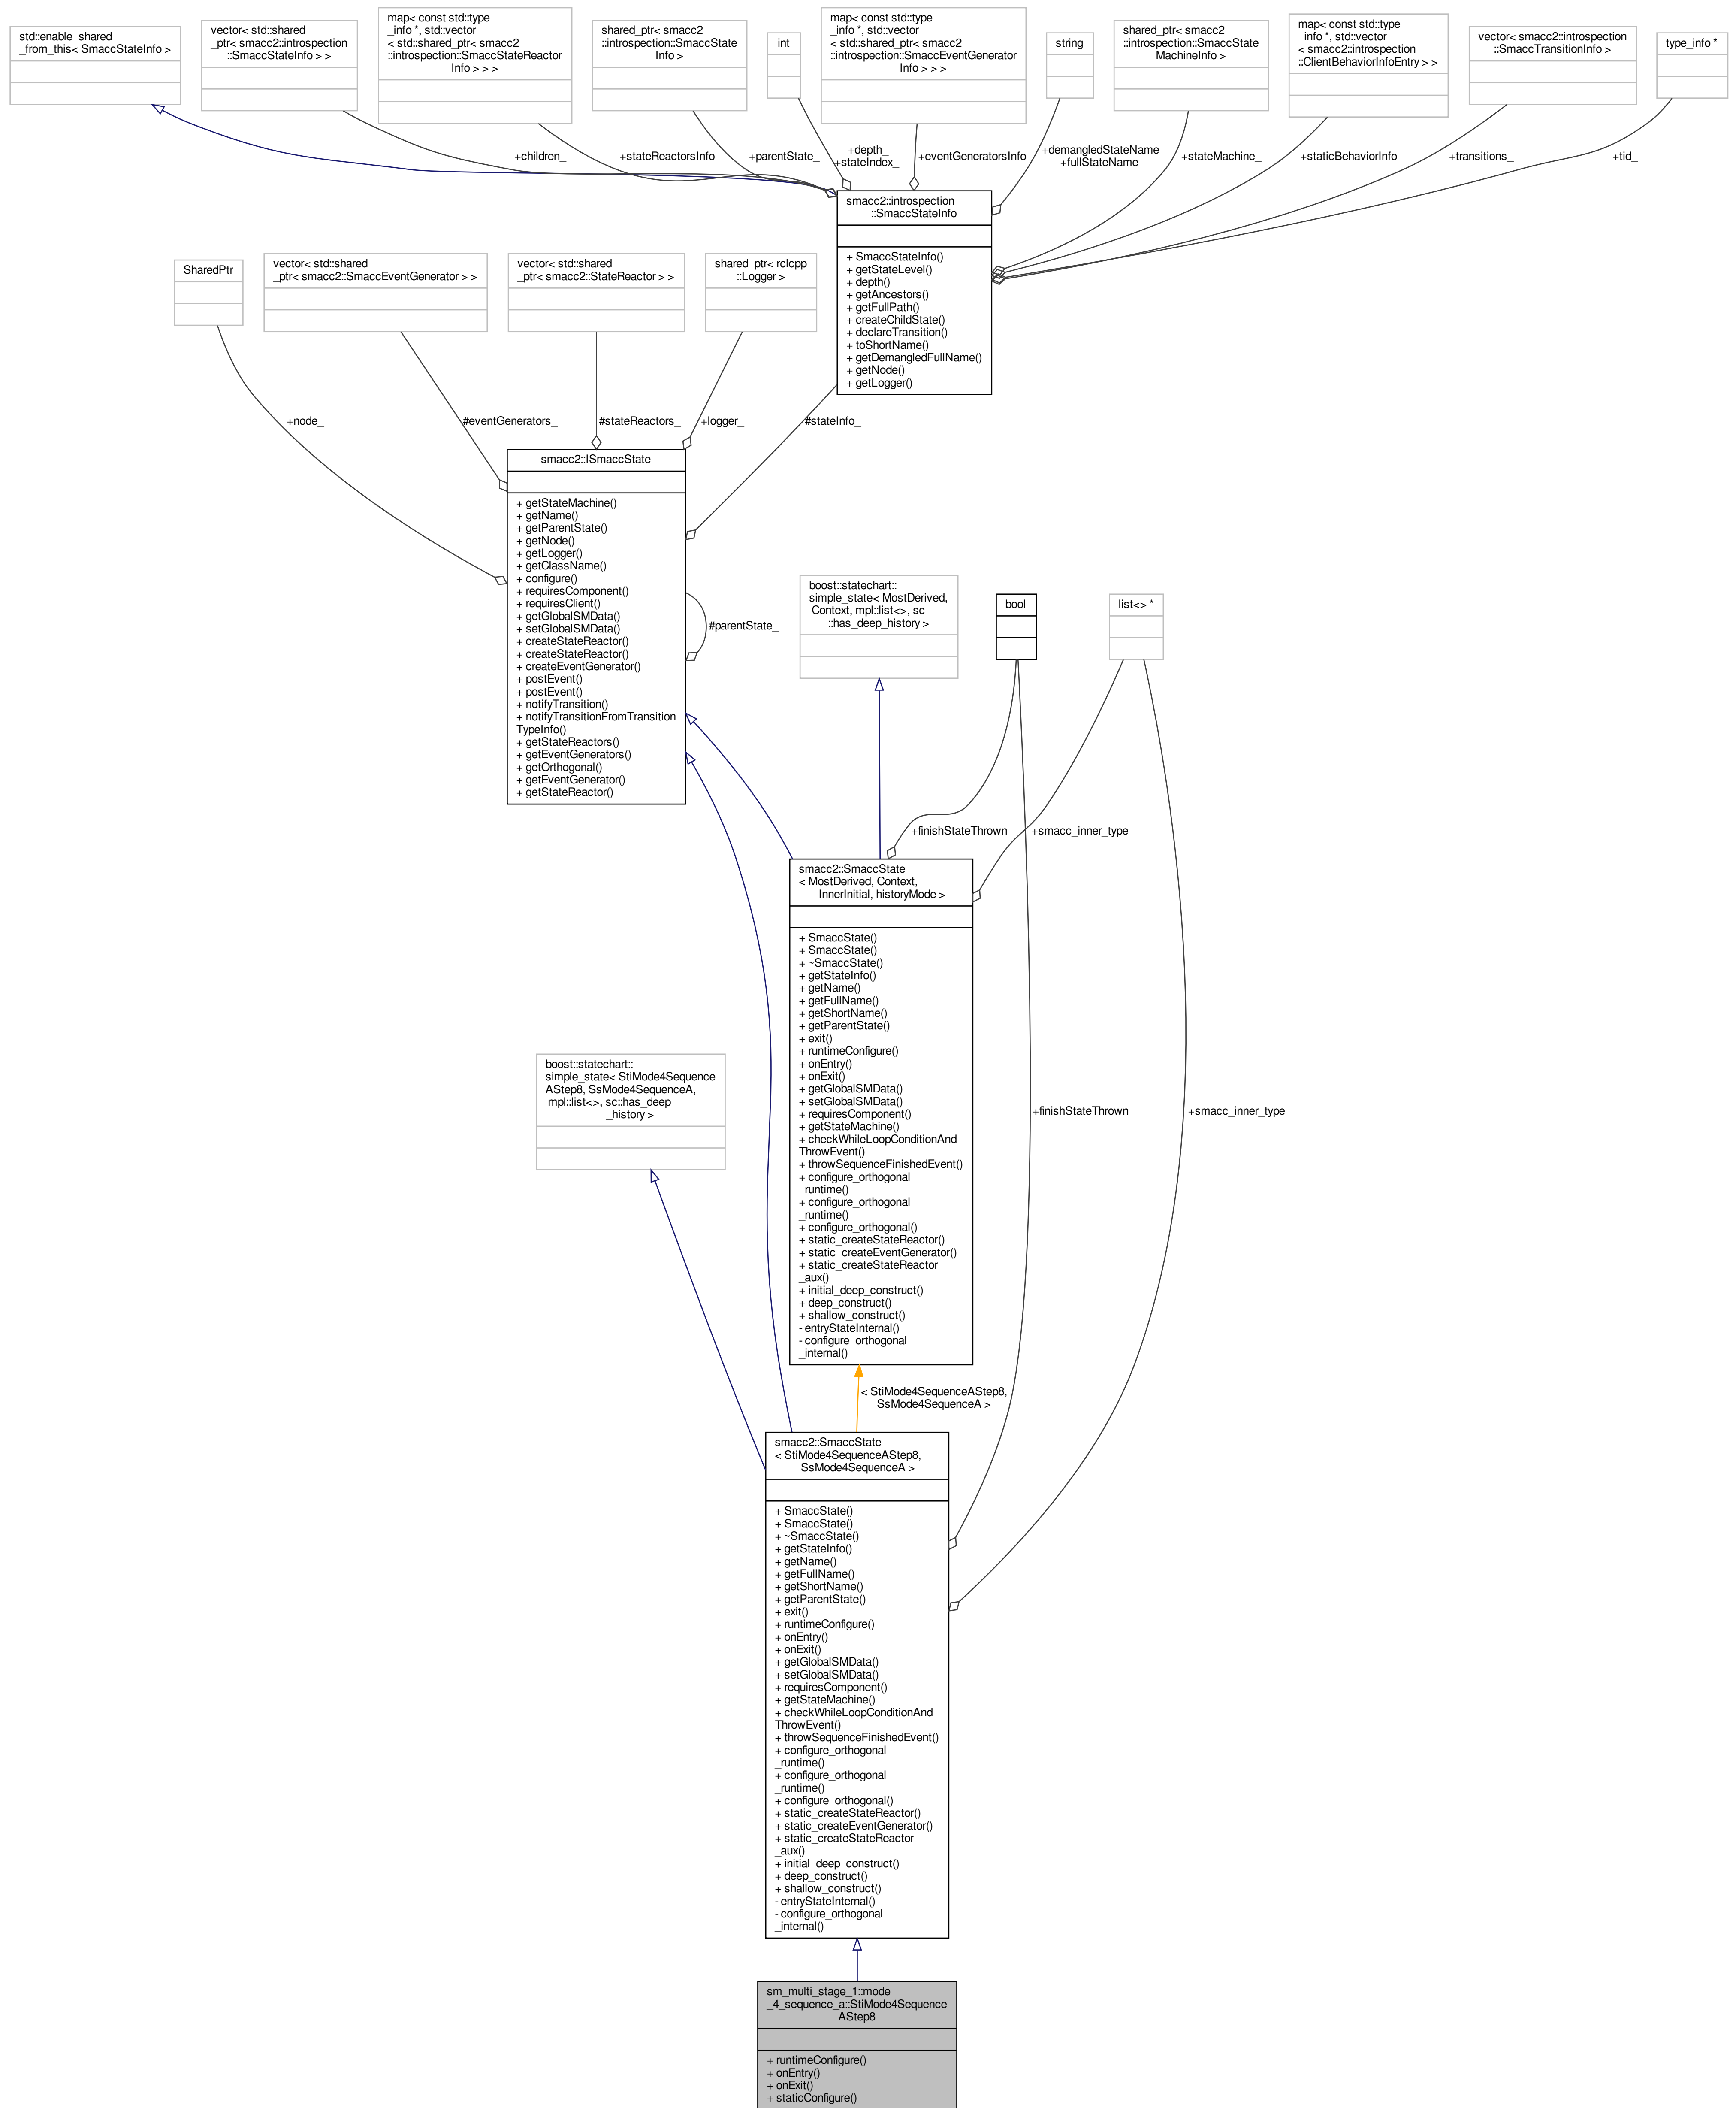 std::enable_shared
_from_this< SmaccStateInfo >
vector< std::shared
_ptr< smacc2::introspection
::SmaccStateInfo > >
map< const std::type
_info *, std::vector
< std::shared_ptr< smacc2
::introspection::SmaccStateReactor
Info > > >
shared_ptr< smacc2
::introspection::SmaccState
Info >
int
map< const std::type
_info *, std::vector
< std::shared_ptr< smacc2
::introspection::SmaccEventGenerator
Info > > >
string
shared_ptr< smacc2
::introspection::SmaccState
MachineInfo >
map< const std::type
_info *, std::vector
< smacc2::introspection
::ClientBehaviorInfoEntry > >
vector< smacc2::introspection
::SmaccTransitionInfo >
type_info *
+children_
+stateReactorsInfo
+parentState_
+depth_
+stateIndex_
+eventGeneratorsInfo
+demangledStateName
+fullStateName
+stateMachine_
+staticBehaviorInfo
+transitions_
+tid_
smacc2::introspection
::SmaccStateInfo
+ SmaccStateInfo()
+ getStateLevel()
+ depth()
+ getAncestors()
+ getFullPath()
+ createChildState()
+ declareTransition()
+ toShortName()
+ getDemangledFullName()
+ getNode()
+ getLogger()
SharedPtr
vector< std::shared
_ptr< smacc2::SmaccEventGenerator > >
vector< std::shared
_ptr< smacc2::StateReactor > >
shared_ptr< rclcpp
::Logger >
+node_
#eventGenerators_
#stateReactors_
+logger_
#stateInfo_
smacc2::ISmaccState
+ getStateMachine()
+ getName()
+ getParentState()
+ getNode()
+ getLogger()
+ getClassName()
+ configure()
+ requiresComponent()
+ requiresClient()
+ getGlobalSMData()
+ setGlobalSMData()
+ createStateReactor()
+ createStateReactor()
+ createEventGenerator()
+ postEvent()
+ postEvent()
+ notifyTransition()
+ notifyTransitionFromTransition
TypeInfo()
+ getStateReactors()
+ getEventGenerators()
+ getOrthogonal()
+ getEventGenerator()
+ getStateReactor()
#parentState_
boost::statechart::
simple_state< MostDerived,
Context, mpl::list<>, sc
::has_deep_history >
bool
list<> *
+finishStateThrown
+smacc_inner_type
smacc2::SmaccState
< MostDerived, Context,
InnerInitial, historyMode >
+ SmaccState()
+ SmaccState()
+ ~SmaccState()
+ getStateInfo()
+ getName()
+ getFullName()
+ getShortName()
+ getParentState()
+ exit()
+ runtimeConfigure()
+ onEntry()
+ onExit()
+ getGlobalSMData()
+ setGlobalSMData()
+ requiresComponent()
+ getStateMachine()
+ checkWhileLoopConditionAnd
ThrowEvent()
+ throwSequenceFinishedEvent()
+ configure_orthogonal
_runtime()
+ configure_orthogonal
_runtime()
+ configure_orthogonal()
+ static_createStateReactor()
+ static_createEventGenerator()
+ static_createStateReactor
_aux()
+ initial_deep_construct()
+ deep_construct()
+ shallow_construct()
- entryStateInternal()
- configure_orthogonal
_internal()
boost::statechart::
simple_state< StiMode4Sequence
AStep8, SsMode4SequenceA,
mpl::list<>, sc::has_deep
_history >
+finishStateThrown
+smacc_inner_type
< StiMode4SequenceAStep8,
SsMode4SequenceA >
smacc2::SmaccState
< StiMode4SequenceAStep8,
SsMode4SequenceA >
+ SmaccState()
+ SmaccState()
+ ~SmaccState()
+ getStateInfo()
+ getName()
+ getFullName()
+ getShortName()
+ getParentState()
+ exit()
+ runtimeConfigure()
+ onEntry()
+ onExit()
+ getGlobalSMData()
+ setGlobalSMData()
+ requiresComponent()
+ getStateMachine()
+ checkWhileLoopConditionAnd
ThrowEvent()
+ throwSequenceFinishedEvent()
+ configure_orthogonal
_runtime()
+ configure_orthogonal
_runtime()
+ configure_orthogonal()
+ static_createStateReactor()
+ static_createEventGenerator()
+ static_createStateReactor
_aux()
+ initial_deep_construct()
+ deep_construct()
+ shallow_construct()
- entryStateInternal()
- configure_orthogonal
_internal()
sm_multi_stage_1::mode
_4_sequence_a::StiMode4Sequence
AStep8
+ runtimeConfigure()
+ onEntry()
+ onExit()
+ staticConfigure()